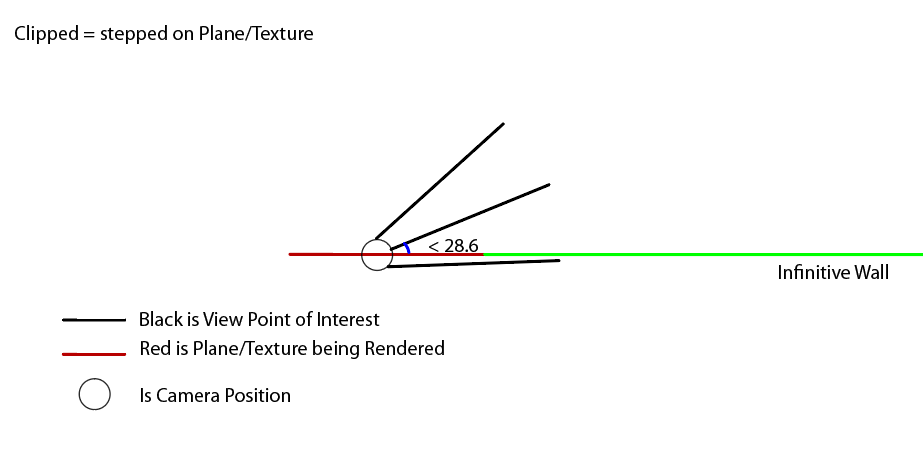 Clipped = stepped on Plane/Texture
< 28.6
Infinitive Wall
Black is View Point of Interest
Red is Plane/Texture being Rendered
Is Camera Position